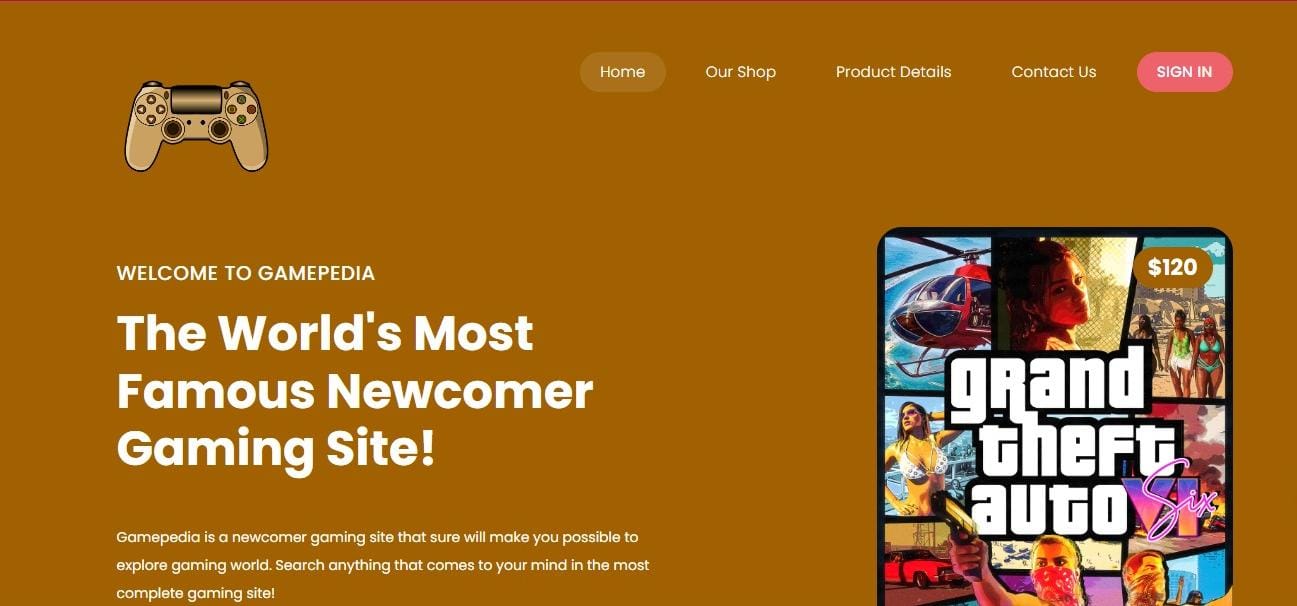 Home
Our Shop
Product Details
Contact Us
SIGN IN
WELCOME TO GAMEPEDIA
The World's Most
Famous Newcomer
Gaming Site!
Gamepedia is a newcomer gaming site that sure will make you possible to
explore gaming world. Search anything that comes to your mind in the most
complete gaming site!
$120
grand
theft
auto VI
Six